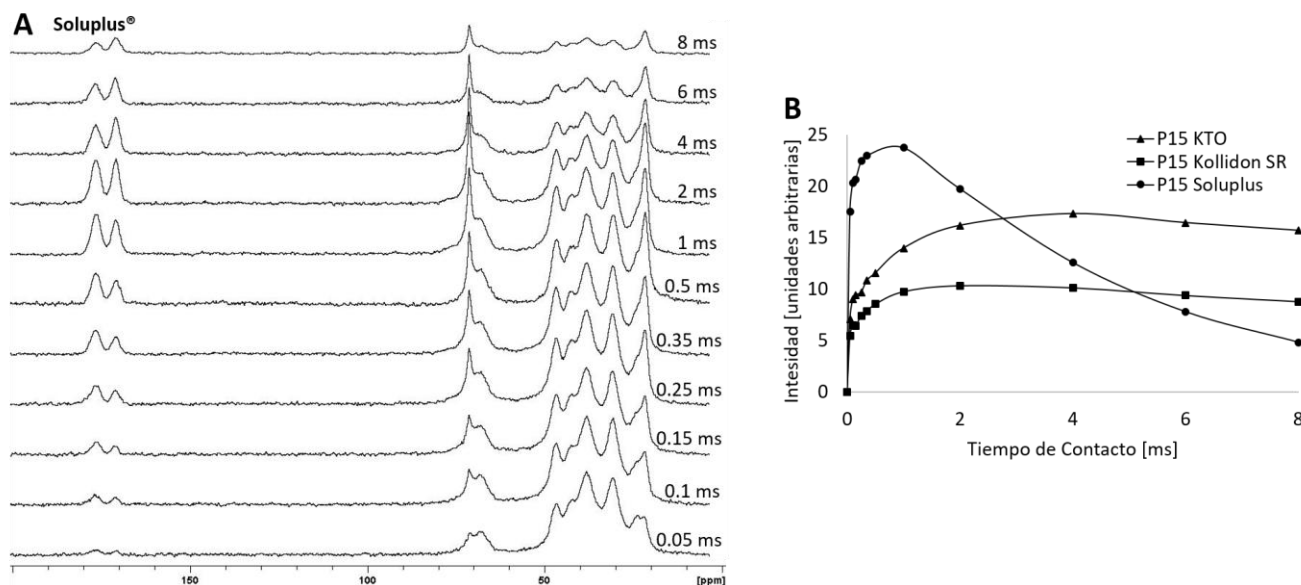 A Soluplus®
8 ms
6 ms
4 ms
2 ms
1 ms
0.5 ms
0.35 ms
0.25 ms
0.15 ms
0.1 ms
0.05 ms
150 100 50 [ppm]
B
P15 KTO
P15 Kollidon SR
P15 Soluplus
Intesidad [unidades arbitrarias]
25
20
15
10
5
0
0 2 4 6 8
Tiempo de Contacto [ms]